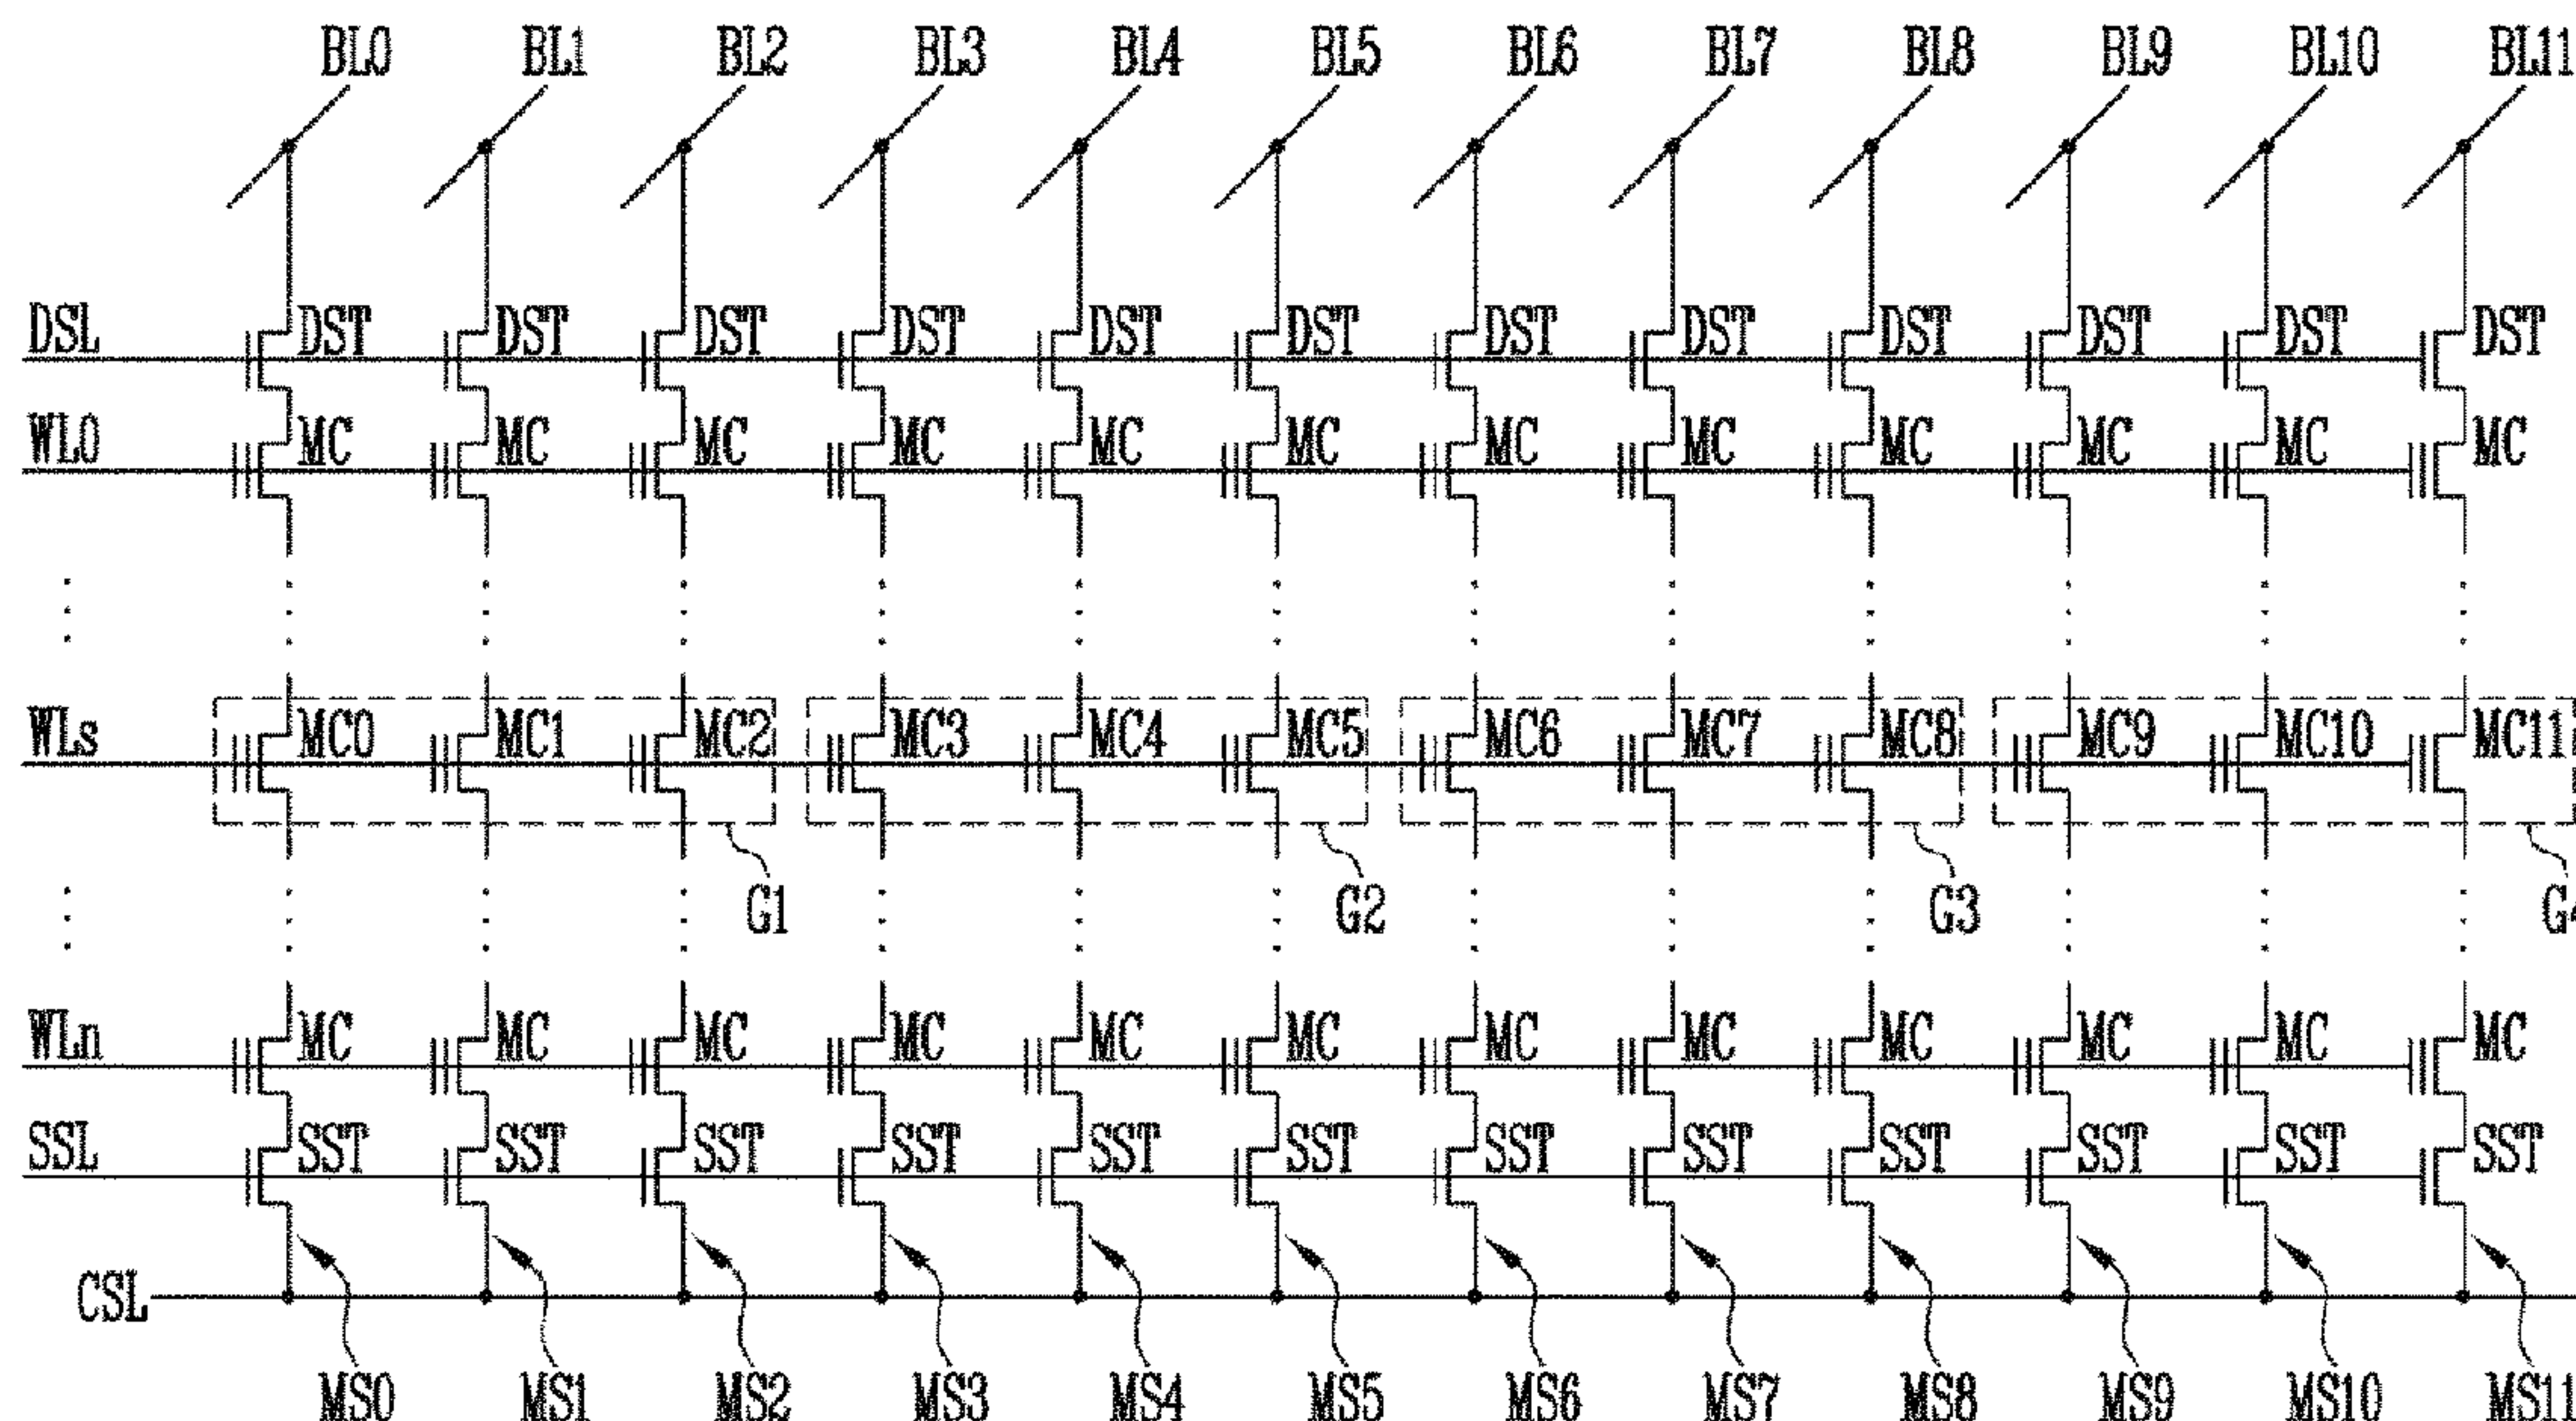 BL0 BL1 BL2 BL3 BL4 BL5 BL6 BL7 BL8 BL9 BL10 BL11
DSL DST DST DST DST DST DST DST DST DST DST DST DST
WL0 MC MC MC MC MC MC MC MC MC MC MC MC
WLs MC0 MC1 MC2 MC3 MC4 MC5 MC6 MC7 MC8 MC9 MC10 MC11
G1 G2 G3 G4
WLn MC MC MC MC MC MC MC MC MC MC MC MC
SSL SST SST SST SST SST SST SST SST SST SST SST SST
CSL
MS0 MS1 MS2 MS3 MS4 MS5 MS6 MS7 MS8 MS9 MS10 MS11